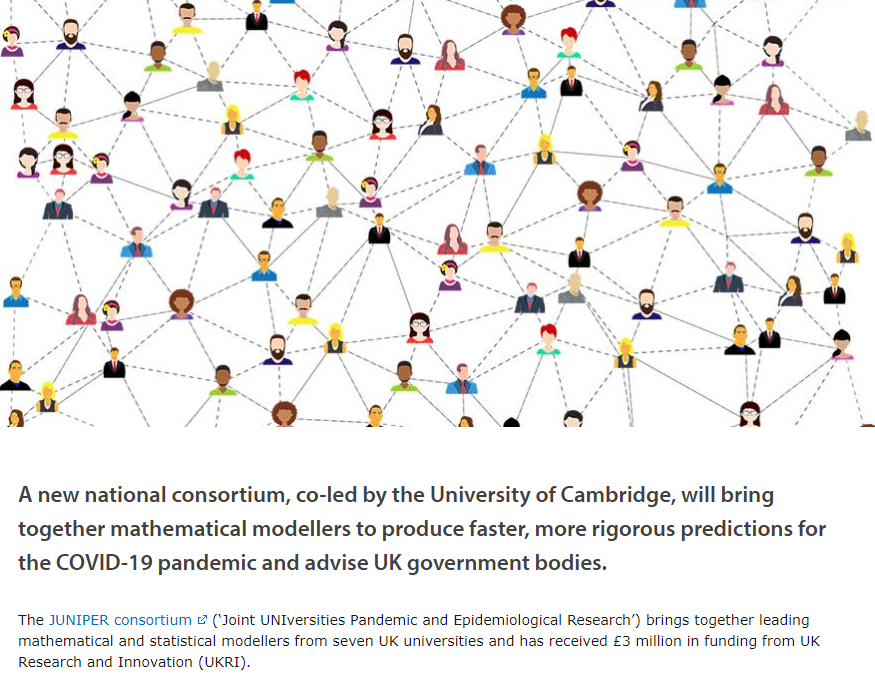 A new national consortium, co-led by the University of Cambridge, will bring
together mathematical modellers to produce faster, more rigorous predictions for
the COVID-19 pandemic and advise UK government bodies.
The JUNIPER consortium (‘Joint UNIversities Pandemic and Epidemiological Research’) brings together leading
mathematical and statistical modellers from seven UK universities and has received £3 million in funding from UK
Research and Innovation (UKRI).